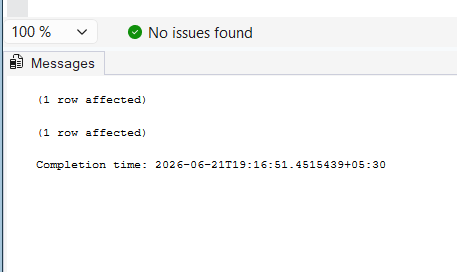 100 %
No issues found
Messages
(1 row affected)
(1 row affected)
Completion time: 2026-06-21T19:16:51.4515439+05:30